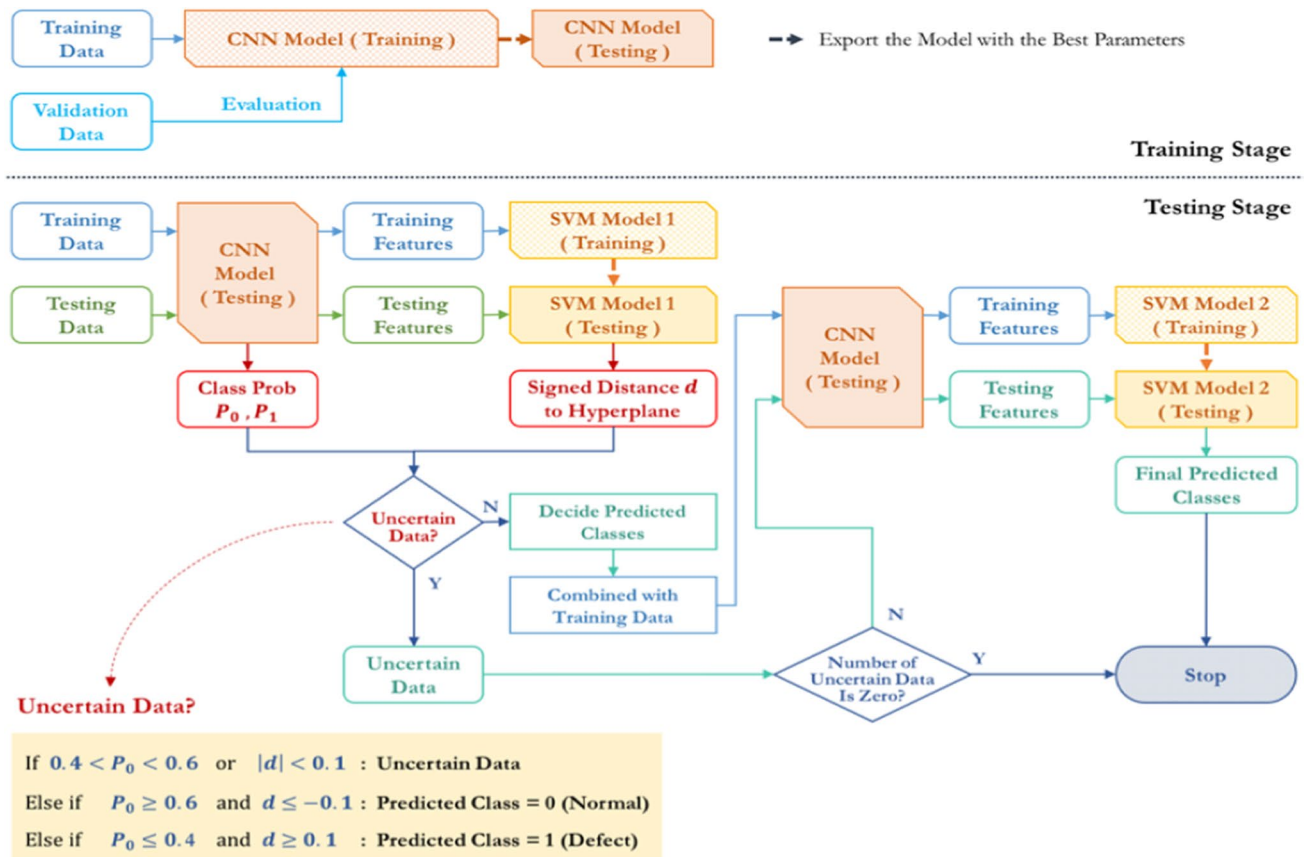 Training
Data
CNN Model ( Training )
CNN Model
( Testing )
Export the Model with the Best Parameters
Validation
Data
Evaluation
Training Stage
Testing Stage
Training
Data
CNN
Model
( Testing )
Training
Features
SVM Model 1
( Training )
Testing
Data
Testing
Features
SVM Model 1
( Testing )
Class Prob
P₀ , P₁
Signed Distance d
to Hyperplane
CNN
Model
( Testing )
Training
Features
SVM Model 2
( Training )
Testing
Features
SVM Model 2
( Testing )
Final Predicted
Classes
Uncertain
Data?
N
Decide Predicted
Classes
Y
Combined with
Training Data
Uncertain
Data
N
Number of
Uncertain Data
Is Zero?
Y
Stop
Uncertain Data?
If 0.4 < P₀ < 0.6 or |d| < 0.1 : Uncertain Data
Else if P₀ ≥ 0.6 and d ≤ −0.1 : Predicted Class = 0 (Normal)
Else if P₀ ≤ 0.4 and d ≥ 0.1 : Predicted Class = 1 (Defect)